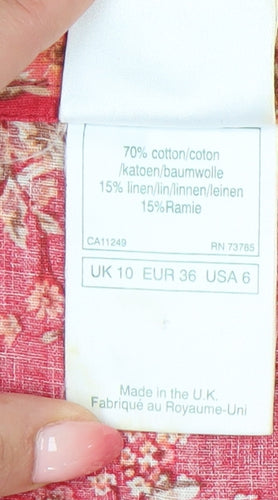 70% cotton/coton
/katoen/baumwolle
15% linen/lin/linnen/leinen
15%Ramie
CA11249 RN 73765
UK 10 EUR 36 USA 6
Made in the U.K.
Fabriqué au Royaume-Uni